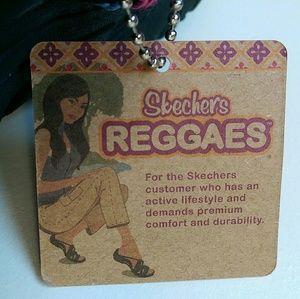 Skechers
REGGAES
For the Skechers
customer who has an
active lifestyle and
demands premium
comfort and durability.